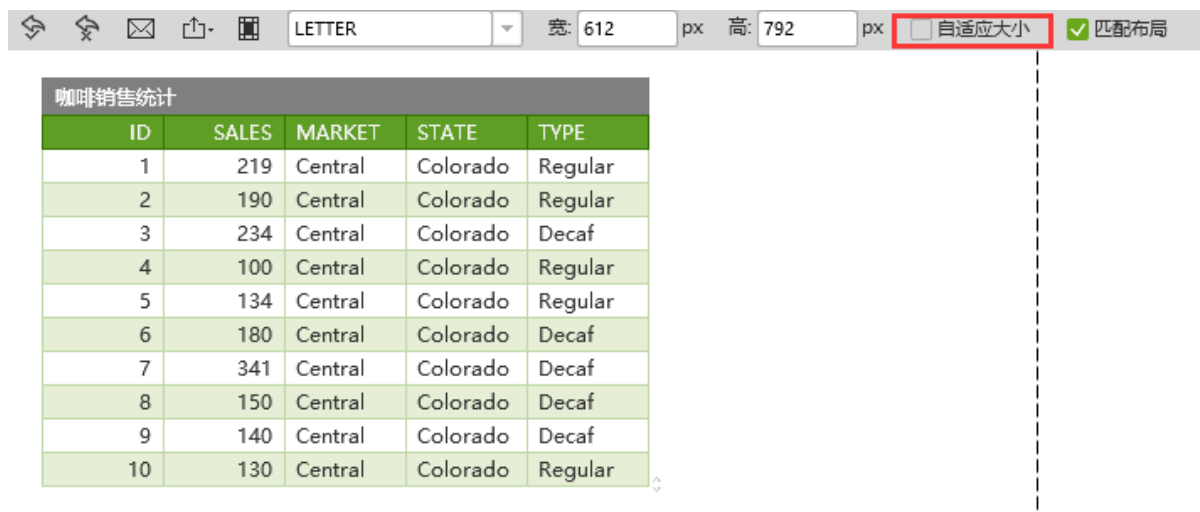 LETTER 宽: 612 px 高: 792 px 自适应大小 匹配布局
咖啡销售统计
ID SALES MARKET STATE TYPE
1 219 Central Colorado Regular
2 190 Central Colorado Regular
3 234 Central Colorado Decaf
4 100 Central Colorado Regular
5 134 Central Colorado Regular
6 180 Central Colorado Decaf
7 341 Central Colorado Decaf
8 150 Central Colorado Decaf
9 140 Central Colorado Decaf
10 130 Central Colorado Regular